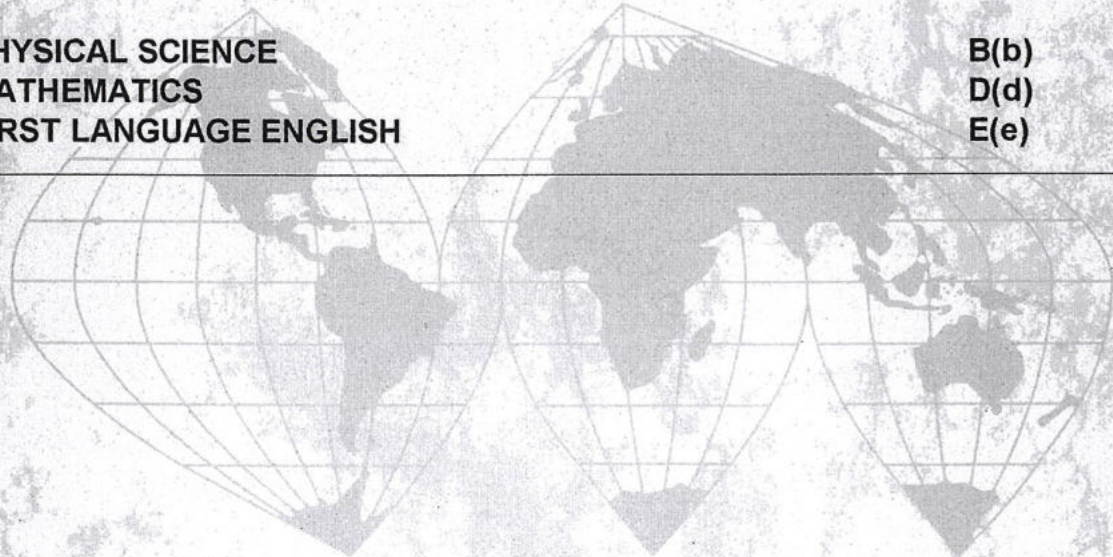 HYSICAL SCIENCE B(b)
ATHEMATICS D(d)
RST LANGUAGE ENGLISH E(e)